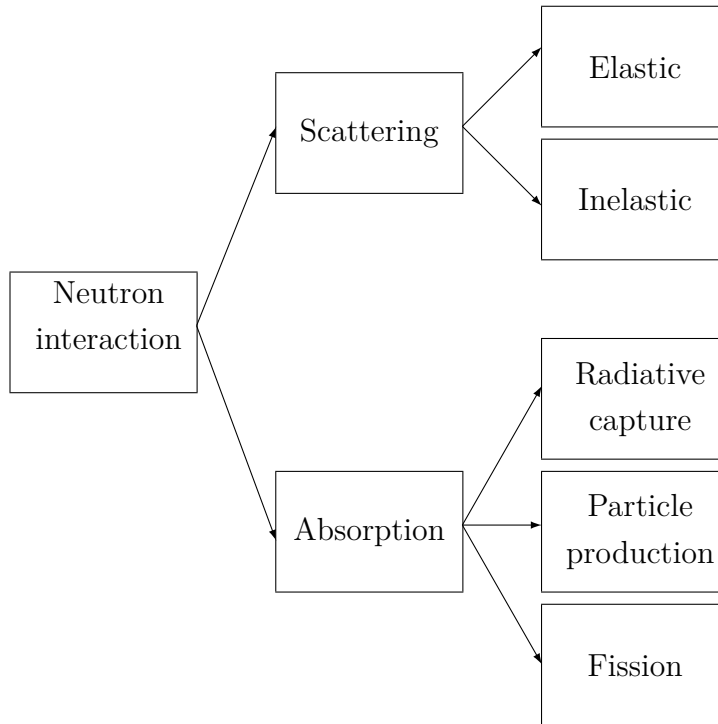 Elastic
Scattering
Inelastic
Neutron
interaction
Radiative
capture
Absorption
Particle
production
Fission